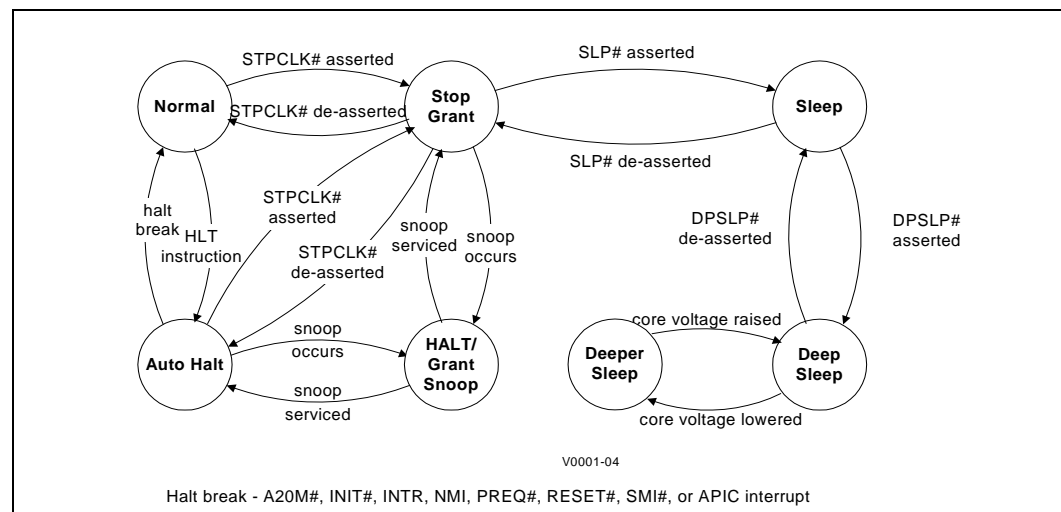 STPCLK# asserted
SLP# asserted
Normal
Stop
Grant
Sleep
STPCLK# de-asserted
SLP# de-asserted
halt
break
HLT
instruction
STPCLK#
asserted
STPCLK#
de-asserted
snoop
serviced
snoop
occurs
DPSLP#
de-asserted
DPSLP#
asserted
snoop
occurs
core voltage raised
Auto Halt
HALT/
Grant
Snoop
Deeper
Sleep
Deep
Sleep
snoop
serviced
core voltage lowered
V0001-04
Halt break - A20M#, INIT#, INTR, NMI, PREQ#, RESET#, SMI#, or APIC interrupt